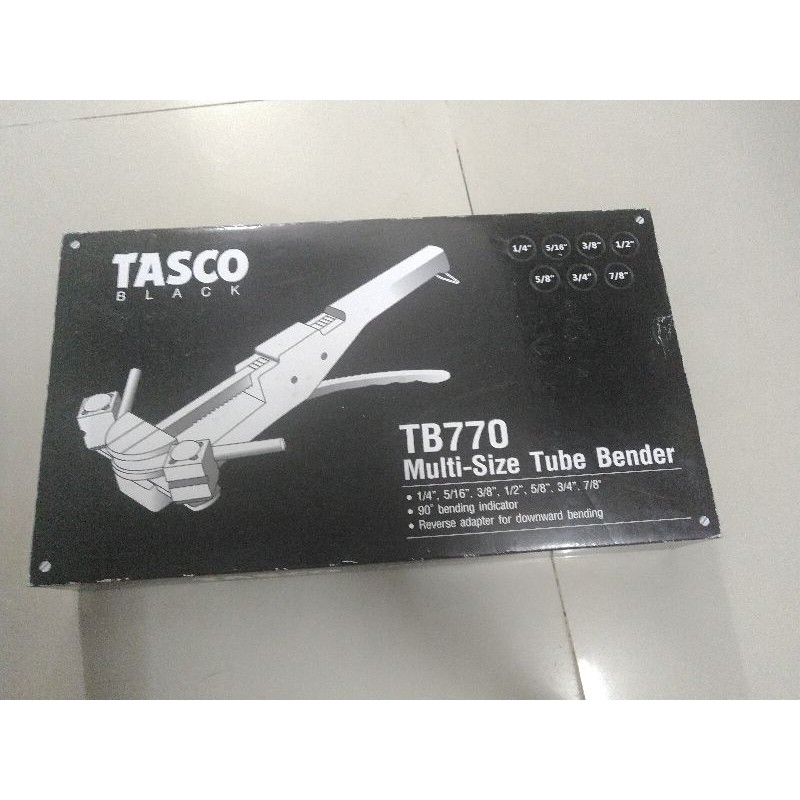 TASCO
BLACK
1/4" 5/16" 3/8" 1/2"
5/8" 3/4" 7/8"
TB770
Multi-Size Tube Bender
• 1/4", 5/16", 3/8", 1/2", 5/8", 3/4", 7/8"
• 90° bending indicator
• Reverse adapter for downward bending